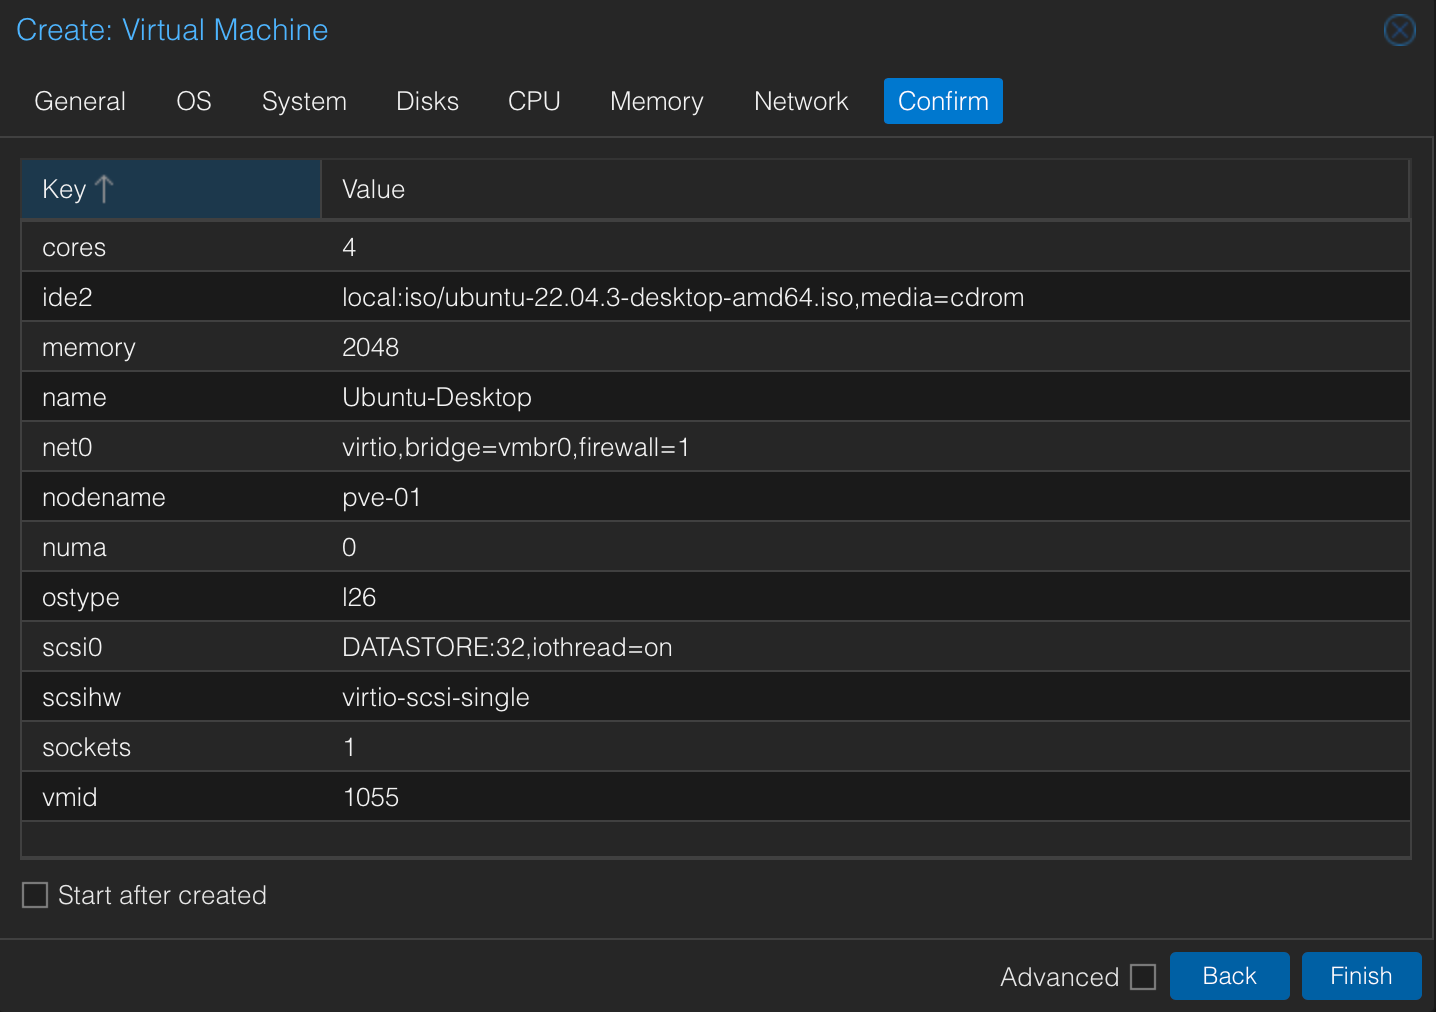 Create: Virtual Machine
General OS System Disks CPU Memory Network Confirm
Key Value
cores 4
ide2 local:iso/ubuntu-22.04.3-desktop-amd64.iso,media=cdrom
memory 2048
name Ubuntu-Desktop
net0 virtio,bridge=vmbr0,firewall=1
nodename pve-01
numa 0
ostype l26
scsi0 DATASTORE:32,iothread=on
scsihw virtio-scsi-single
sockets 1
vmid 1055
Start after created
Advanced Back Finish